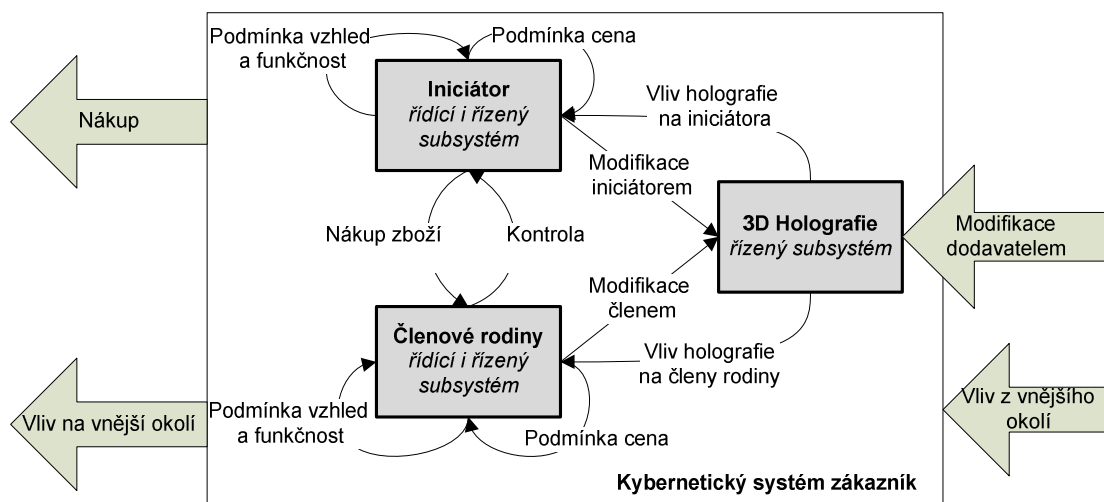 Podmínka vzhled
a funkčnost
Podmínka cena
Iniciátor
řídící i řízený
subsystém
Nákup
Vliv holografie
na iniciátora
Modifikace
iniciátorem
3D Holografie
řízený subsystém
Modifikace
dodavatelem
Nákup zboží
Kontrola
Modifikace
členem
Členové rodiny
řídící i řízený
subsystém
Vliv holografie
na členy rodiny
Vliv na vnější okolí
Podmínka vzhled
a funkčnost
Podmínka cena
Vliv z vnějšího
okolí
Kybernetický systém zákazník